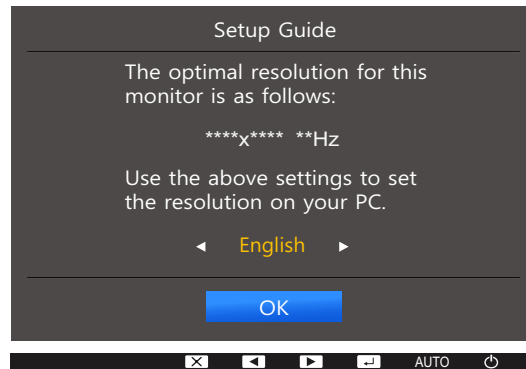 Setup Guide
The optimal resolution for this
monitor is as follows:
****x**** **Hz
Use the above settings to set
the resolution on your PC.
English
OK
AUTO